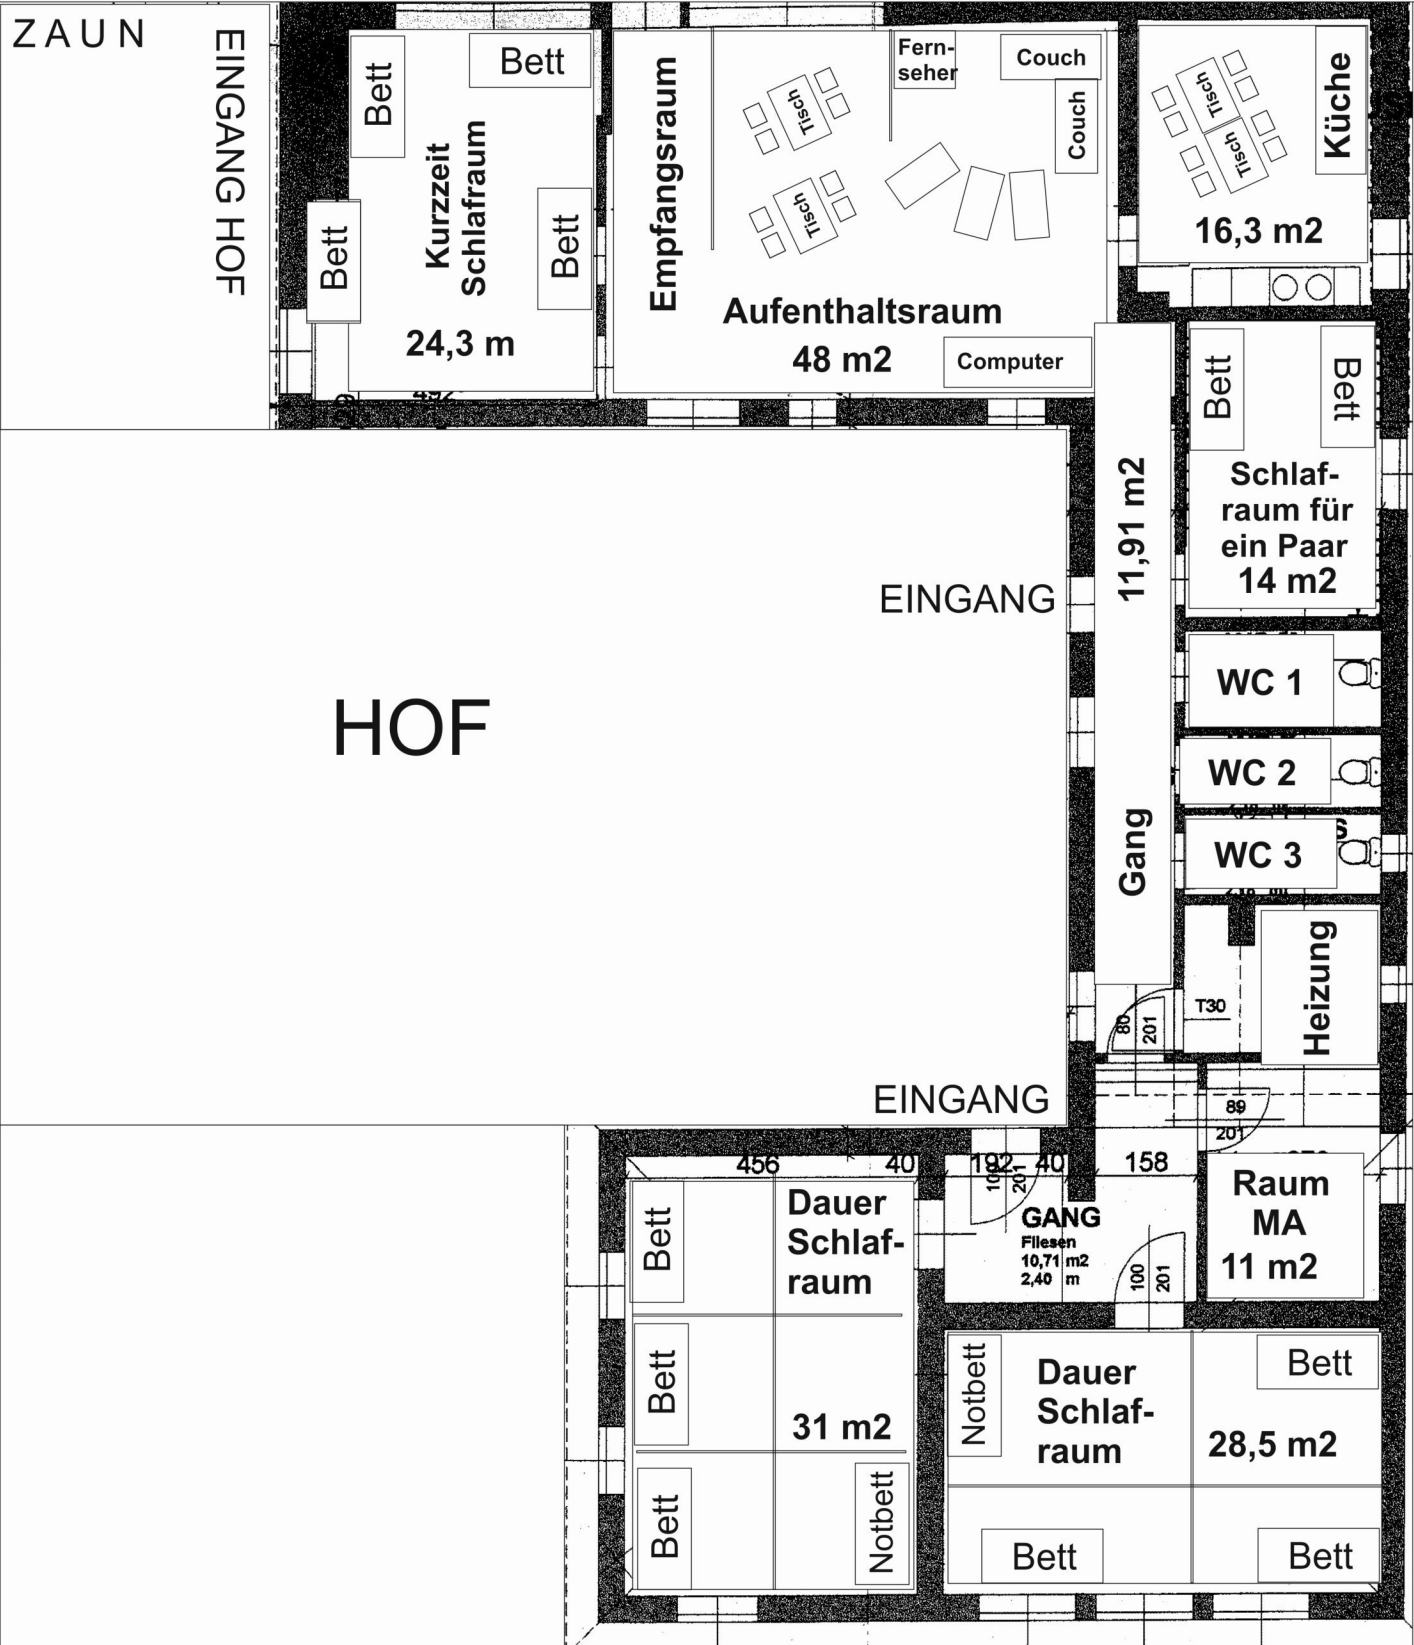 ZAUN
EINGANG HOF
Bett
Bett
Bett
Bett
Kurzzeit
Schlafraum
24,3 m
Empfangsraum
Tisch
Tisch
Fern-
seher
Couch
Couch
Aufenthaltsraum
48 m2
Computer
Tisch
Tisch
Küche
16,3 m2
Bett
Bett
Schlaf-
raum für
ein Paar
14 m2
11,91 m2
Gang
EINGANG
HOF
WC 1
WC 2
WC 3
Heizung
T30
80
201
EINGANG
89
201
456
40
192
40
158
100
201
GANG
Fliesen
10,71 m2
2,40 m
100
201
Raum
MA
11 m2
Bett
Dauer
Schlaf-
raum
Bett
31 m2
Bett
Notbett
Notbett
Dauer
Schlaf-
raum
Bett
28,5 m2
Bett
Bett